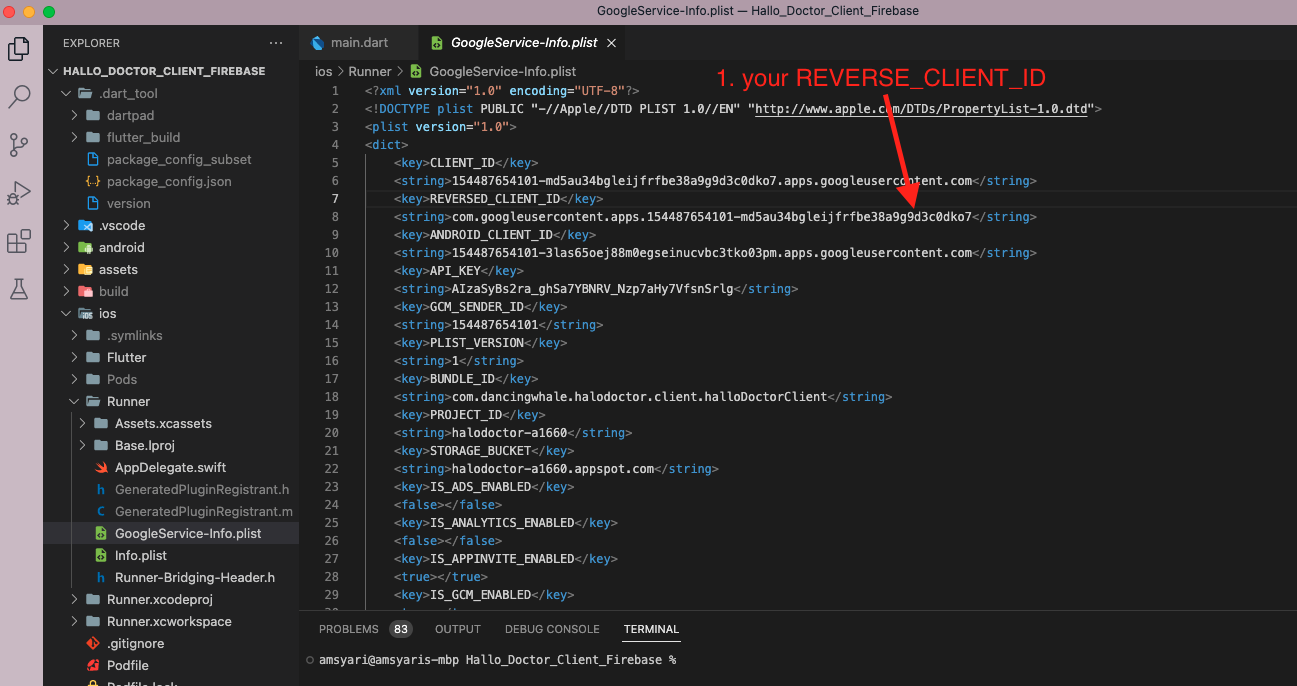 GoogleService-Info.plist — Hallo_Doctor_Client_Firebase
EXPLORER
HALLO_DOCTOR_CLIENT_FIREBASE
.dart_tool
dartpad
flutter_build
package_config_subset
package_config.json
version
.vscode
android
assets
build
ios
.symlinks
Flutter
Pods
Runner
Assets.xcassets
Base.lproj
AppDelegate.swift
GeneratedPluginRegistrant.h
GeneratedPluginRegistrant.m
GoogleService-Info.plist
Info.plist
Runner-Bridging-Header.h
Runner.xcodeproj
Runner.xcworkspace
.gitignore
Podfile
main.dart
GoogleService-Info.plist
ios > Runner > GoogleService-Info.plist
1. your REVERSE_CLIENT_ID
1 <?xml version="1.0" encoding="UTF-8"?>
2 <!DOCTYPE plist PUBLIC "-//Apple//DTD PLIST 1.0//EN" "http://www.apple.com/DTDs/PropertyList-1.0.dtd">
3 <plist version="1.0">
4 <dict>
5 <key>CLIENT_ID</key>
6 <string>154487654101-md5au34bgleijfrfbe38a9g9d3c0dko7.apps.googleusercontent.com</string>
7 <key>REVERSED_CLIENT_ID</key>
8 <string>com.googleusercontent.apps.154487654101-md5au34bgleijfrfbe38a9g9d3c0dko7</string>
9 <key>ANDROID_CLIENT_ID</key>
10 <string>154487654101-3las65oej88m0egseinucvbc3tko03pm.apps.googleusercontent.com</string>
11 <key>API_KEY</key>
12 <string>AIzaSyBs2ra_ghSa7YBNRV_Nzp7aHy7VfsnSrlg</string>
13 <key>GCM_SENDER_ID</key>
14 <string>154487654101</string>
15 <key>PLIST_VERSION</key>
16 <string>1</string>
17 <key>BUNDLE_ID</key>
18 <string>com.dancingwhale.halodoctor.client.halloDoctorClient</string>
19 <key>PROJECT_ID</key>
20 <string>halodoctor-a1660</string>
21 <key>STORAGE_BUCKET</key>
22 <string>halodoctor-a1660.appspot.com</string>
23 <key>IS_ADS_ENABLED</key>
24 <false></false>
25 <key>IS_ANALYTICS_ENABLED</key>
26 <false></false>
27 <key>IS_APPINVITE_ENABLED</key>
28 <true></true>
29 <key>IS_GCM_ENABLED</key>
PROBLEMS 83 OUTPUT DEBUG CONSOLE TERMINAL
amsyari@amsyaris-mbp Hallo_Doctor_Client_Firebase %